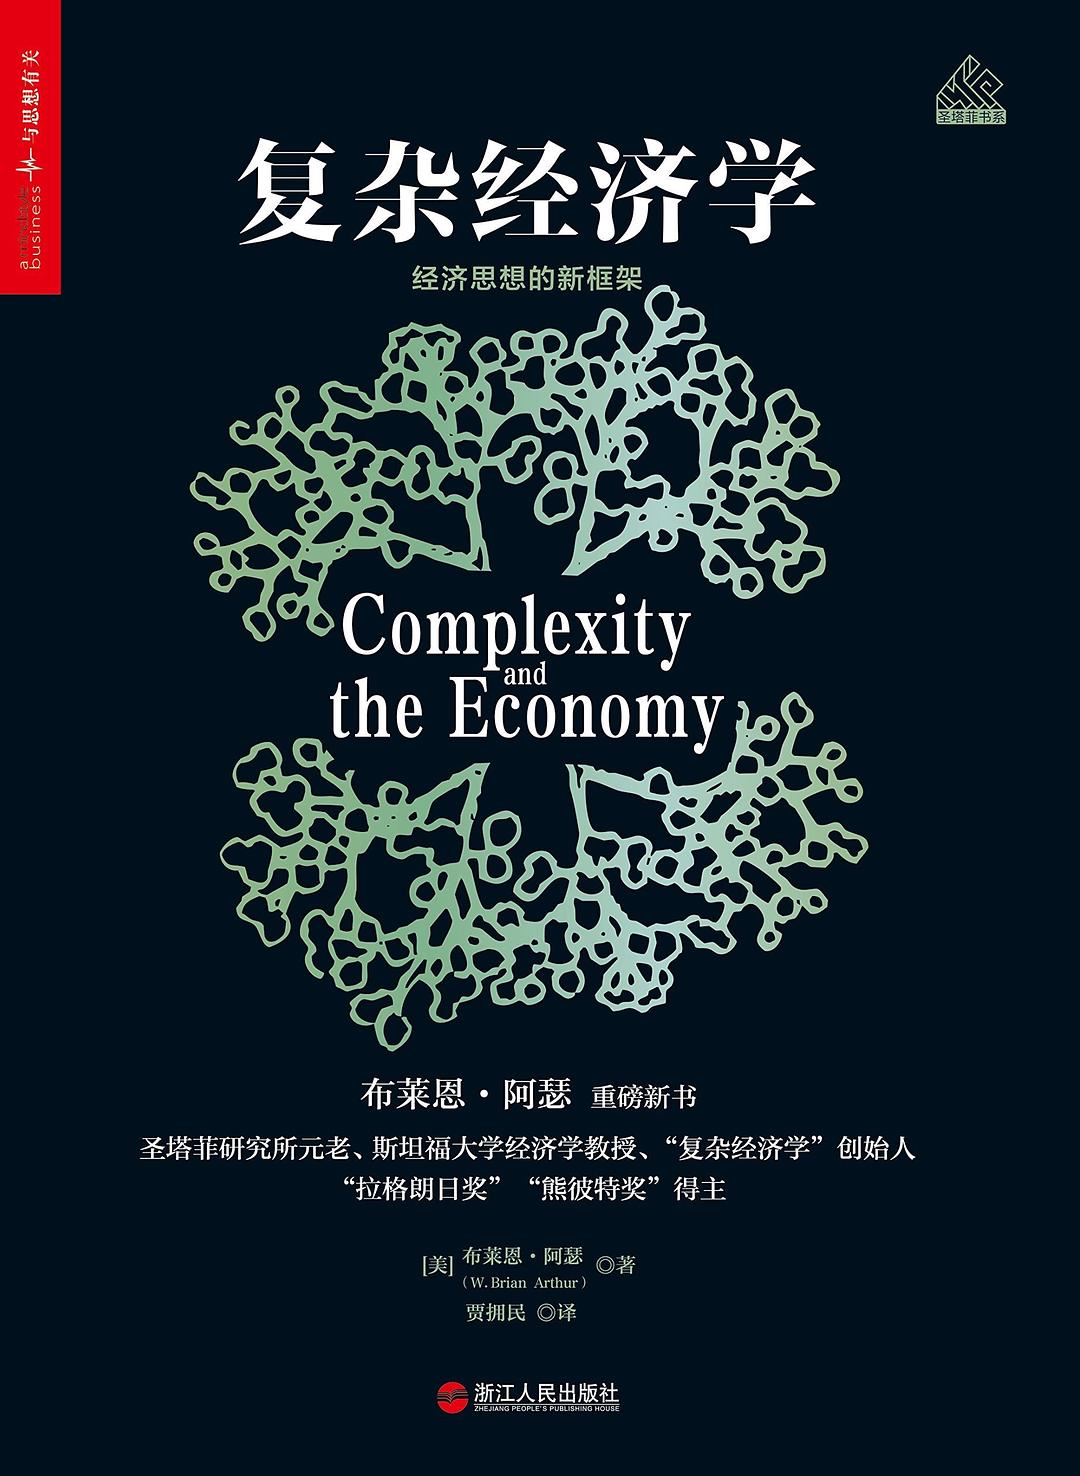 与思想有关
business
圣塔菲书系
复杂经济学
经济思想的新框架
Complexity
and
the Economy
布莱恩·阿瑟 重磅新书
圣塔菲研究所元老、斯坦福大学经济学教授、“复杂经济学”创始人
“拉格朗日奖”“熊彼特奖”得主
[美] 布莱恩·阿瑟 ◎著
（W. Brian Arthur）
贾拥民 ◎译
浙江人民出版社
ZHEJIANG PEOPLE'S PUBLISHING HOUSE